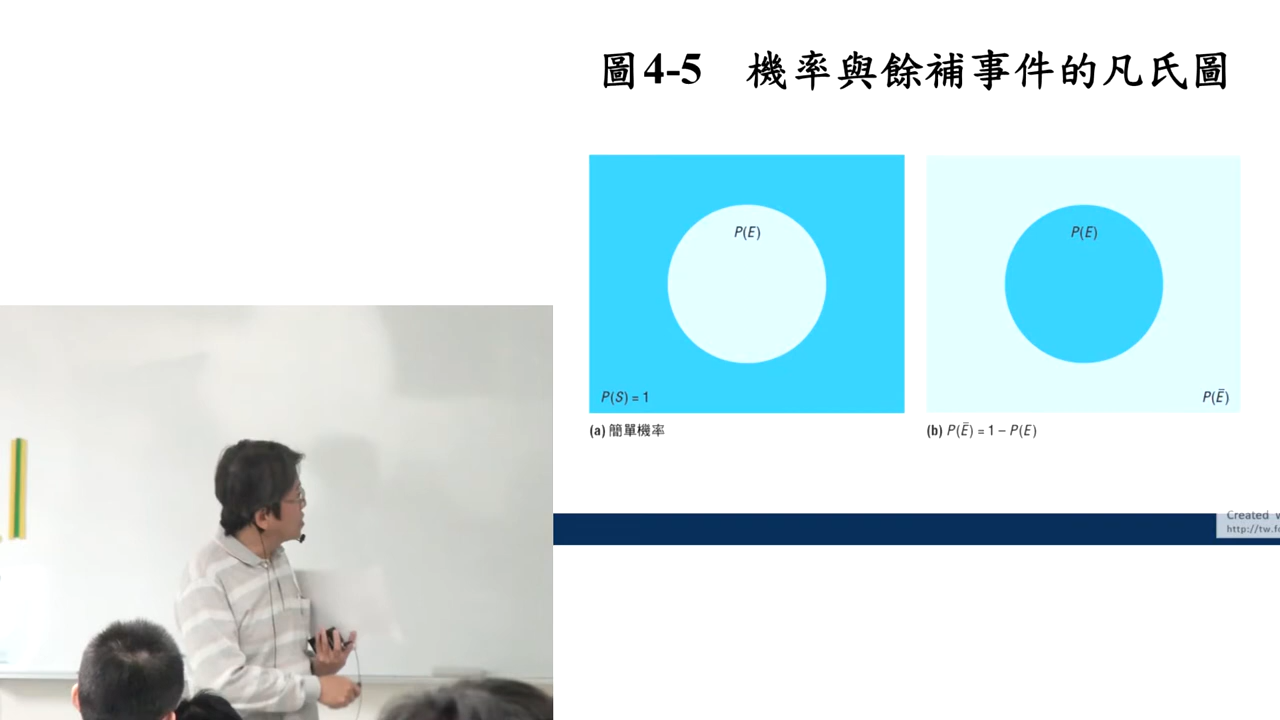 圖4-5 機率與餘補事件的凡氏圖
P(E)
P(S) = 1
(a) 簡單機率
P(E)
P(Ē)
(b) P(Ē) = 1 – P(E)
Created
http://tw.